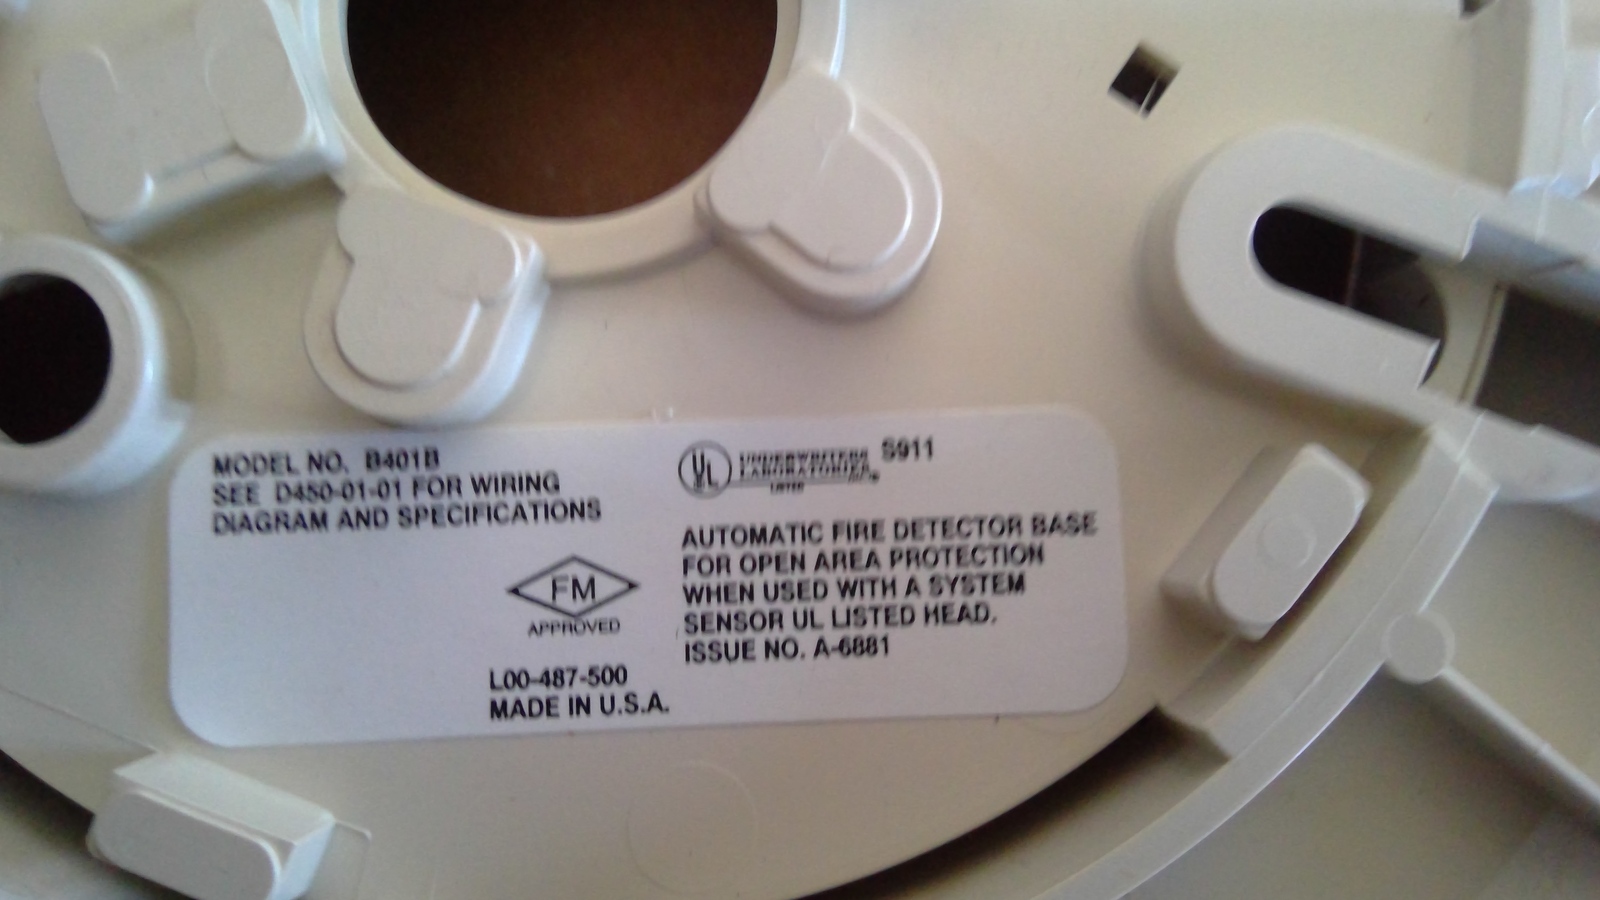 MODEL NO. B401B
SEE D450-01-01 FOR WIRING
DIAGRAM AND SPECIFICATIONS
FM
APPROVED
L00-487-500
MADE IN U.S.A.
UL UNDERWRITERS LABORATORIES INC.® S911
LISTED
AUTOMATIC FIRE DETECTOR BASE
FOR OPEN AREA PROTECTION
WHEN USED WITH A SYSTEM
SENSOR UL LISTED HEAD.
ISSUE NO. A-6881